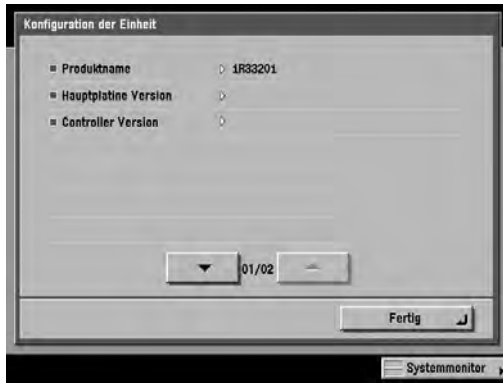 Konfiguration der Einheit
Produktname 1R33201
Hauptplatine Version
Controller Version
01/02
Fertig
Systemmonitor